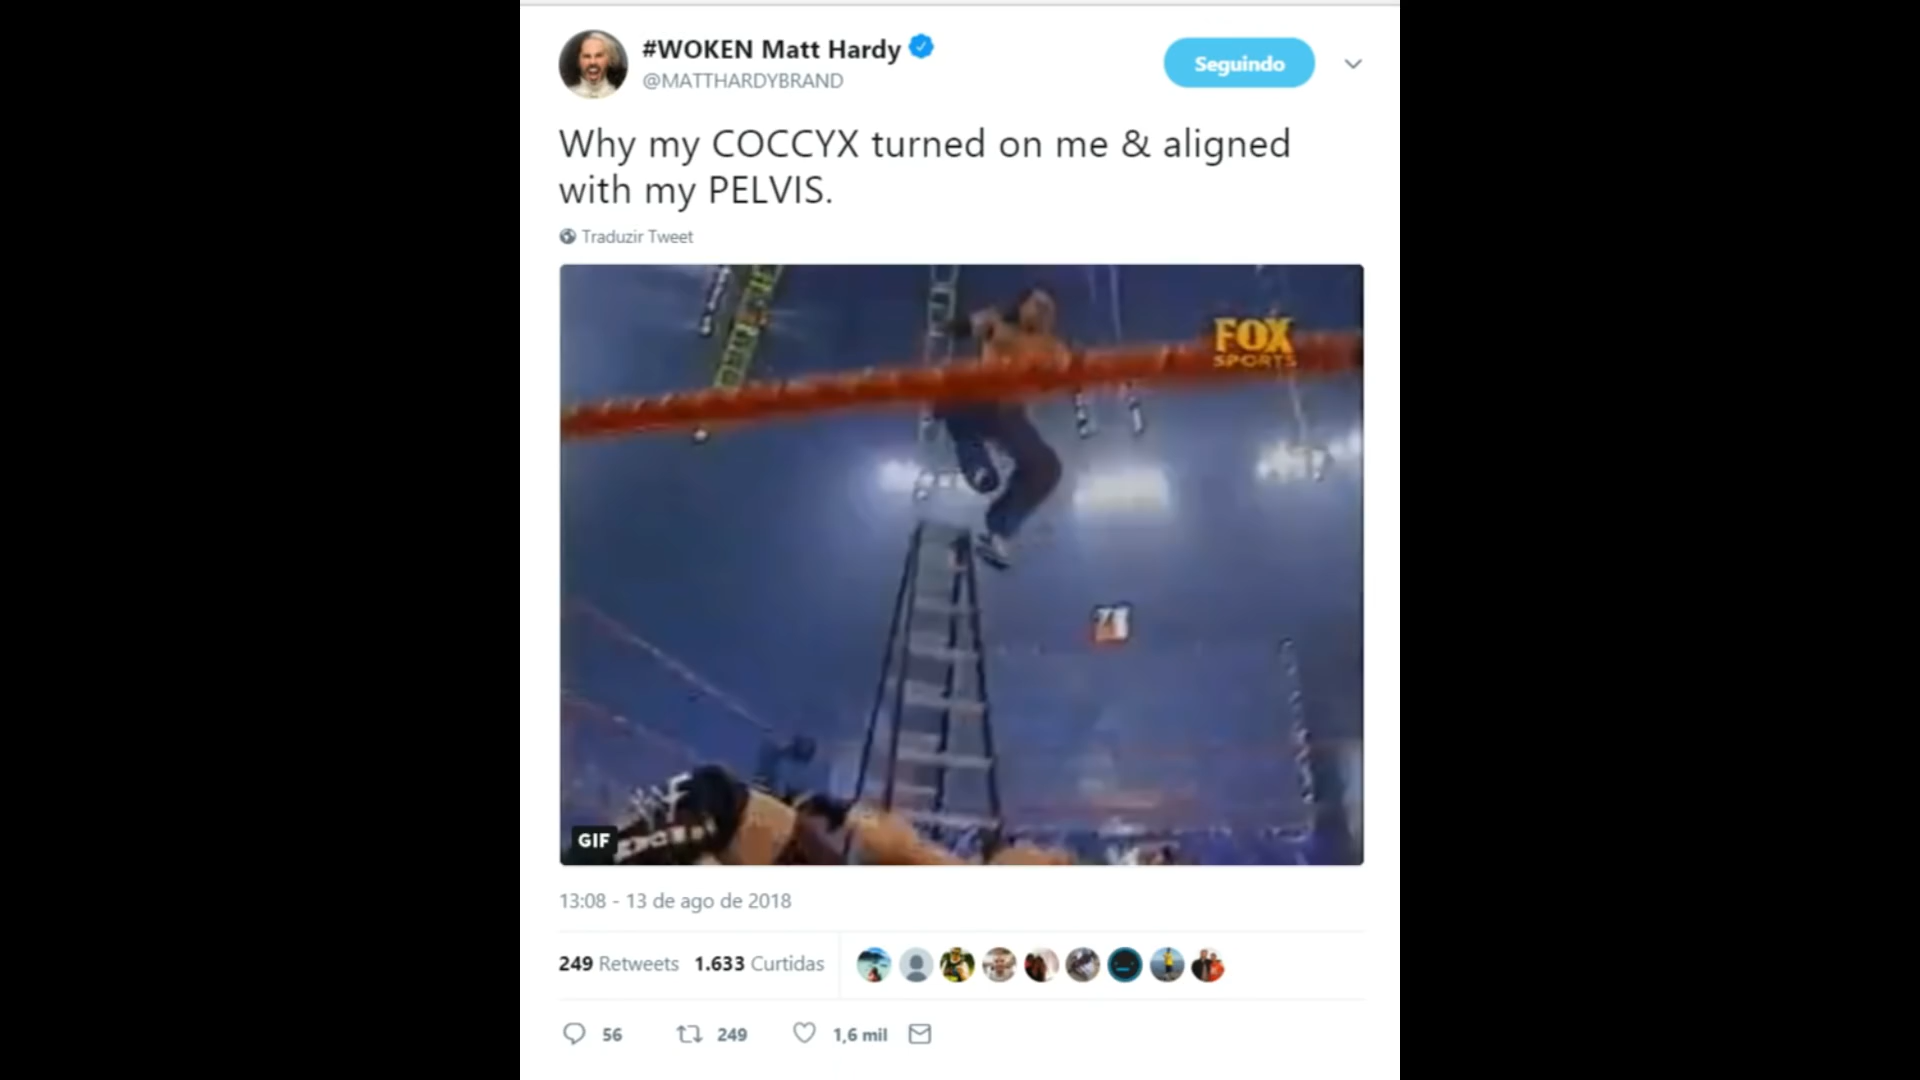 #WOKEN Matt Hardy
@MATTHARDYBRAND
Seguindo
Why my COCCYX turned on me & aligned
with my PELVIS.
Traduzir Tweet
FOX
SPORTS
GIF
13:08 - 13 de ago de 2018
249 Retweets 1.633 Curtidas
56 249 1,6 mil